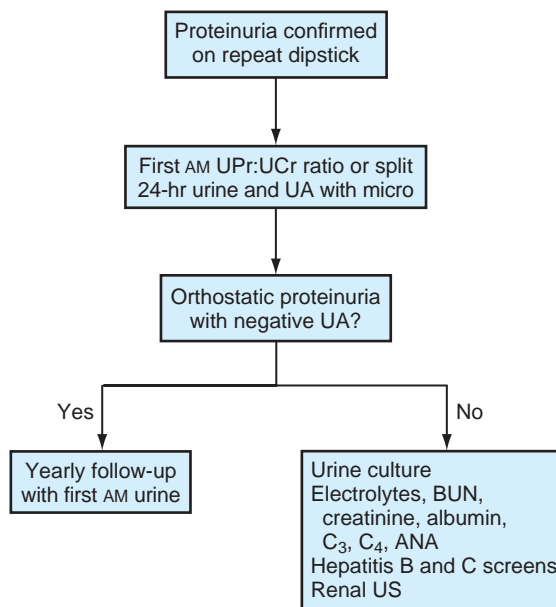 Proteinuria confirmed
on repeat dipstick
First AM UPr:UCr ratio or split
24-hr urine and UA with micro
Orthostatic proteinuria
with negative UA?
Yes
No
Yearly follow-up
with first AM urine
Urine culture
Electrolytes, BUN,
creatinine, albumin,
C₃, C₄, ANA
Hepatitis B and C screens
Renal US